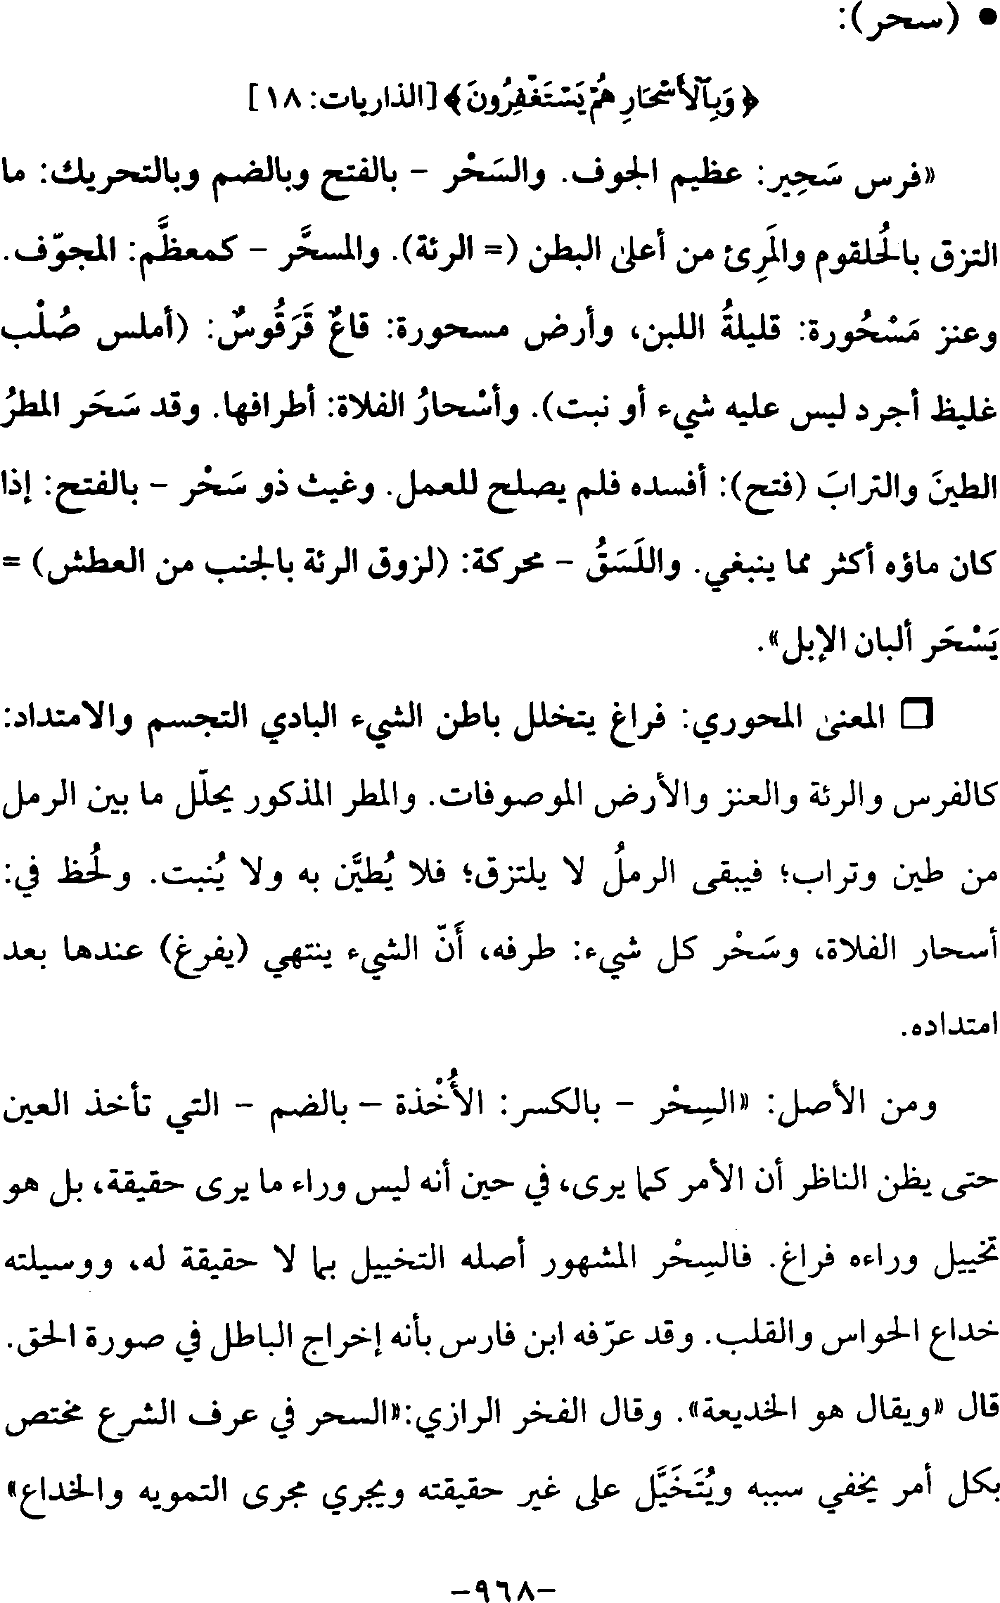 • (سحر):
﴿ وَبِٱلْأَسْحَارِ هُمْ يَسْتَغْفِرُونَ ﴾ [الذاريات: ١٨]
«فرس سَحِير: عظيم الجوف. والسَحْر – بالفتح وبالضم وبالتحريك: ما
التزق بالحُلقوم والمَرِئ من أعلى البطن (= الرئة). والمسحَّر – كمعظَّم: المجوّف.
وعنز مَسْحُورة: قليلةُ اللبن، وأرض مسحورة: قاعٌ قَرَقُوسٌ: (أملس صُلْب
غليظ أجرد ليس عليه شيء أو نبت). وأسْحارُ الفلاة: أطرافها. وقد سَحَر المطرُ
الطينَ والترابَ (فتح): أفسده فلم يصلح للعمل. وغيث ذو سَحْر – بالفتح: إذا
كان ماؤه أكثر مما ينبغي. واللَسَقُ – محركة: (لزوق الرئة بالجنب من العطش) =
يَسْحَر ألبان الإبل».
□ المعنى المحوري: فراغ يتخلل باطن الشيء البادي التجسم والامتداد:
كالفرس والرئة والعنز والأرض الموصوفات. والمطر المذكور يحلّل ما بين الرمل
من طين وتراب؛ فيبقى الرملُ لا يلتزق؛ فلا يُطيَّن به ولا يُنبت. ولُحظ في:
أسحار الفلاة، وسَحْر كل شيء: طرفه، أَنّ الشيء ينتهي (يفرغ) عندها بعد
امتداده.
ومن الأصل: «السِحْر – بالكسر: الأُخْذة – بالضم – التي تأخذ العين
حتى يظن الناظر أن الأمر كما يرى، في حين أنه ليس وراء ما يرى حقيقة، بل هو
تخييل وراءه فراغ. فالسِحْر المشهور أصله التخييل بما لا حقيقة له، ووسيلته
خداع الحواس والقلب. وقد عرّفه ابن فارس بأنه إخراج الباطل في صورة الحق.
قال «ويقال هو الخديعة». وقال الفخر الرازي:«السحر في عرف الشرع مختص
بكل أمر يخفي سببه ويُتَخَيَّل على غير حقيقته ويجري مجرى التمويه والخداع»
–٩٦٨–